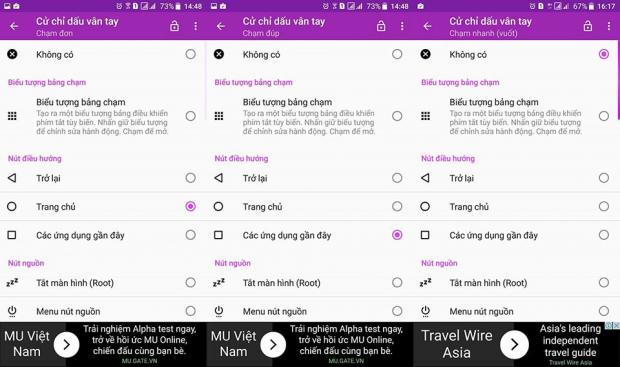 73% 14:48
Cử chỉ dấu vân tay
Chạm đơn
Không có
Biểu tượng bảng chạm
Biểu tượng bảng chạm
Tạo ra một biểu tượng bảng điều khiển
phím tắt tùy biến. Nhấn giữ biểu tượng
để chỉnh sửa hành động. Chạm để mở.
Nút điều hướng
Trở lại
Trang chủ
Các ứng dụng gần đây
Nút nguồn
Tắt màn hình (Root)
Menu nút nguồn
MU Việt
Nam
Trải nghiệm Alpha test ngay,
trở về hồi ức MU Online,
chiến đấu cùng bạn bè.
MU.GATE.VN
73% 14:48
Cử chỉ dấu vân tay
Chạm đúp
Không có
Biểu tượng bảng chạm
Biểu tượng bảng chạm
Tạo ra một biểu tượng bảng điều khiển
phím tắt tùy biến. Nhấn giữ biểu tượng
để chỉnh sửa hành động. Chạm để mở.
Nút điều hướng
Trở lại
Trang chủ
Các ứng dụng gần đây
Nút nguồn
Tắt màn hình (Root)
Menu nút nguồn
MU Việt
Nam
Trải nghiệm Alpha test ngay,
trở về hồi ức MU Online,
chiến đấu cùng bạn bè.
MU.GATE.VN
67% 16:17
Cử chỉ dấu vân tay
Chạm nhanh (vuốt)
Không có
Biểu tượng bảng chạm
Biểu tượng bảng chạm
Tạo ra một biểu tượng bảng điều khiển
phím tắt tùy biến. Nhấn giữ biểu tượng
để chỉnh sửa hành động. Chạm để mở.
Nút điều hướng
Trở lại
Trang chủ
Các ứng dụng gần đây
Nút nguồn
Tắt màn hình (Root)
Menu nút nguồn
Travel Wire
Asia
Asia's leading
independent
travel guide
Travel Wire Asia